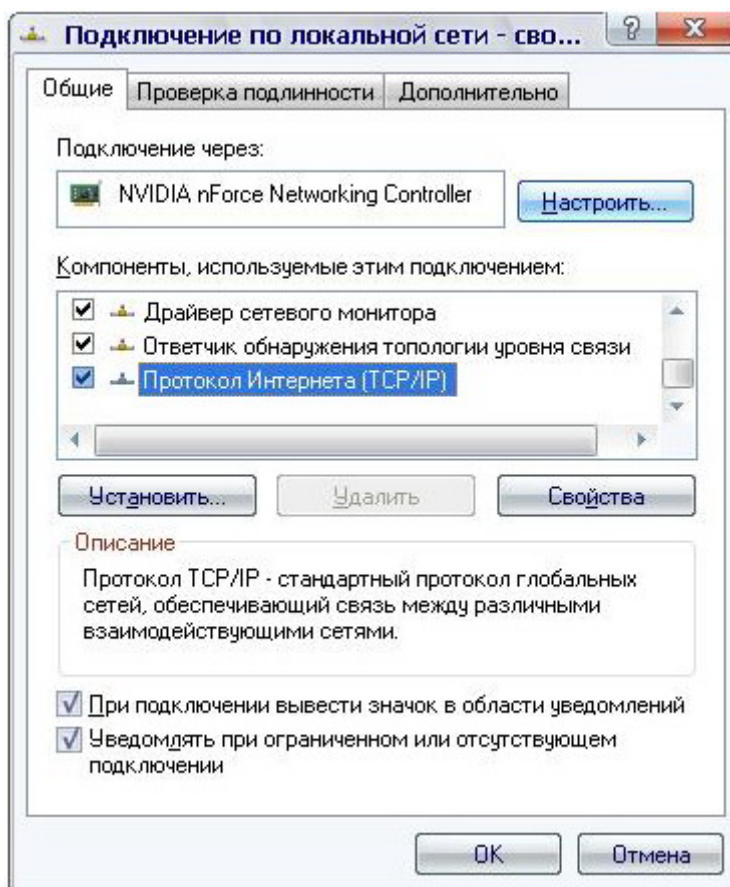 Подключение по локальной сети - сво...
Общие
Проверка подлинности
Дополнительно
Подключение через:
NVIDIA nForce Networking Controller
Настроить...
Компоненты, используемые этим подключением:
Драйвер сетевого монитора
Ответчик обнаружения топологии уровня связи
Протокол Интернета (TCP/IP)
Установить...
Удалить
Свойства
Описание
Протокол TCP/IP - стандартный протокол глобальных
сетей, обеспечивающий связь между различными
взаимодействующими сетями.
При подключении вывести значок в области уведомлений
Уведомлять при ограниченном или отсутствующем
подключении
OK
Отмена